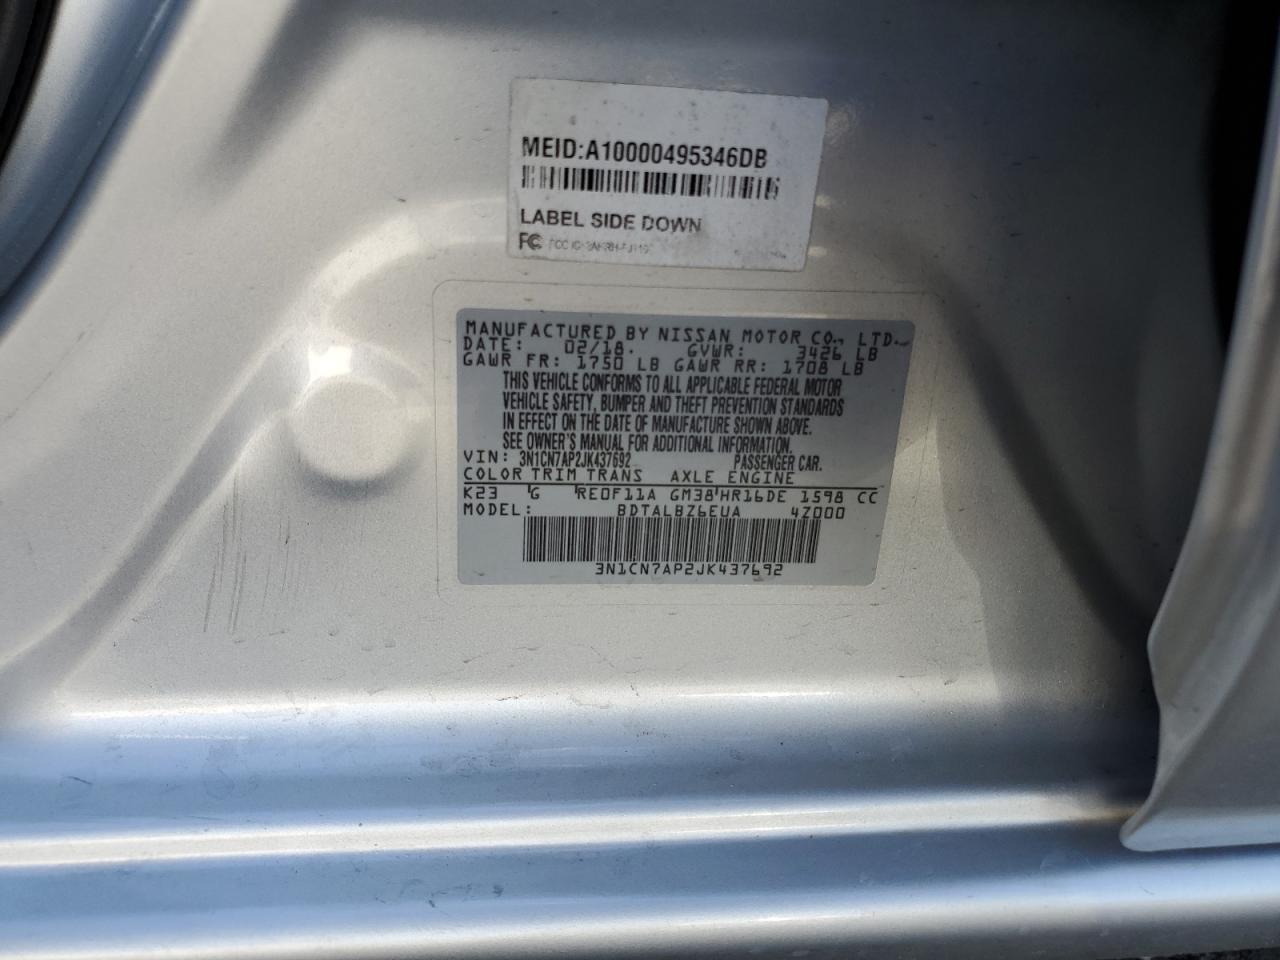 MEID:A10000495346DB
LABEL SIDE DOWN
FC
MANUFACTURED BY NISSAN MOTOR CO., LTD.
DATE: 02/18. GVWR: 3426 LB
GAWR FR: 1750 LB GAWR RR: 1708 LB
THIS VEHICLE CONFORMS TO ALL APPLICABLE FEDERAL MOTOR
VEHICLE SAFETY, BUMPER AND THEFT PREVENTION STANDARDS
IN EFFECT ON THE DATE OF MANUFACTURE SHOWN ABOVE.
SEE OWNER'S MANUAL FOR ADDITIONAL INFORMATION.
VIN: 3N1CN7AP2JK437692 PASSENGER CAR.
COLOR TRIM TRANS AXLE ENGINE
K23 G RE0F11A GM38 HR16DE 1598 CC
MODEL: BDTALBZ6EUA 4Z000
3N1CN7AP2JK437692